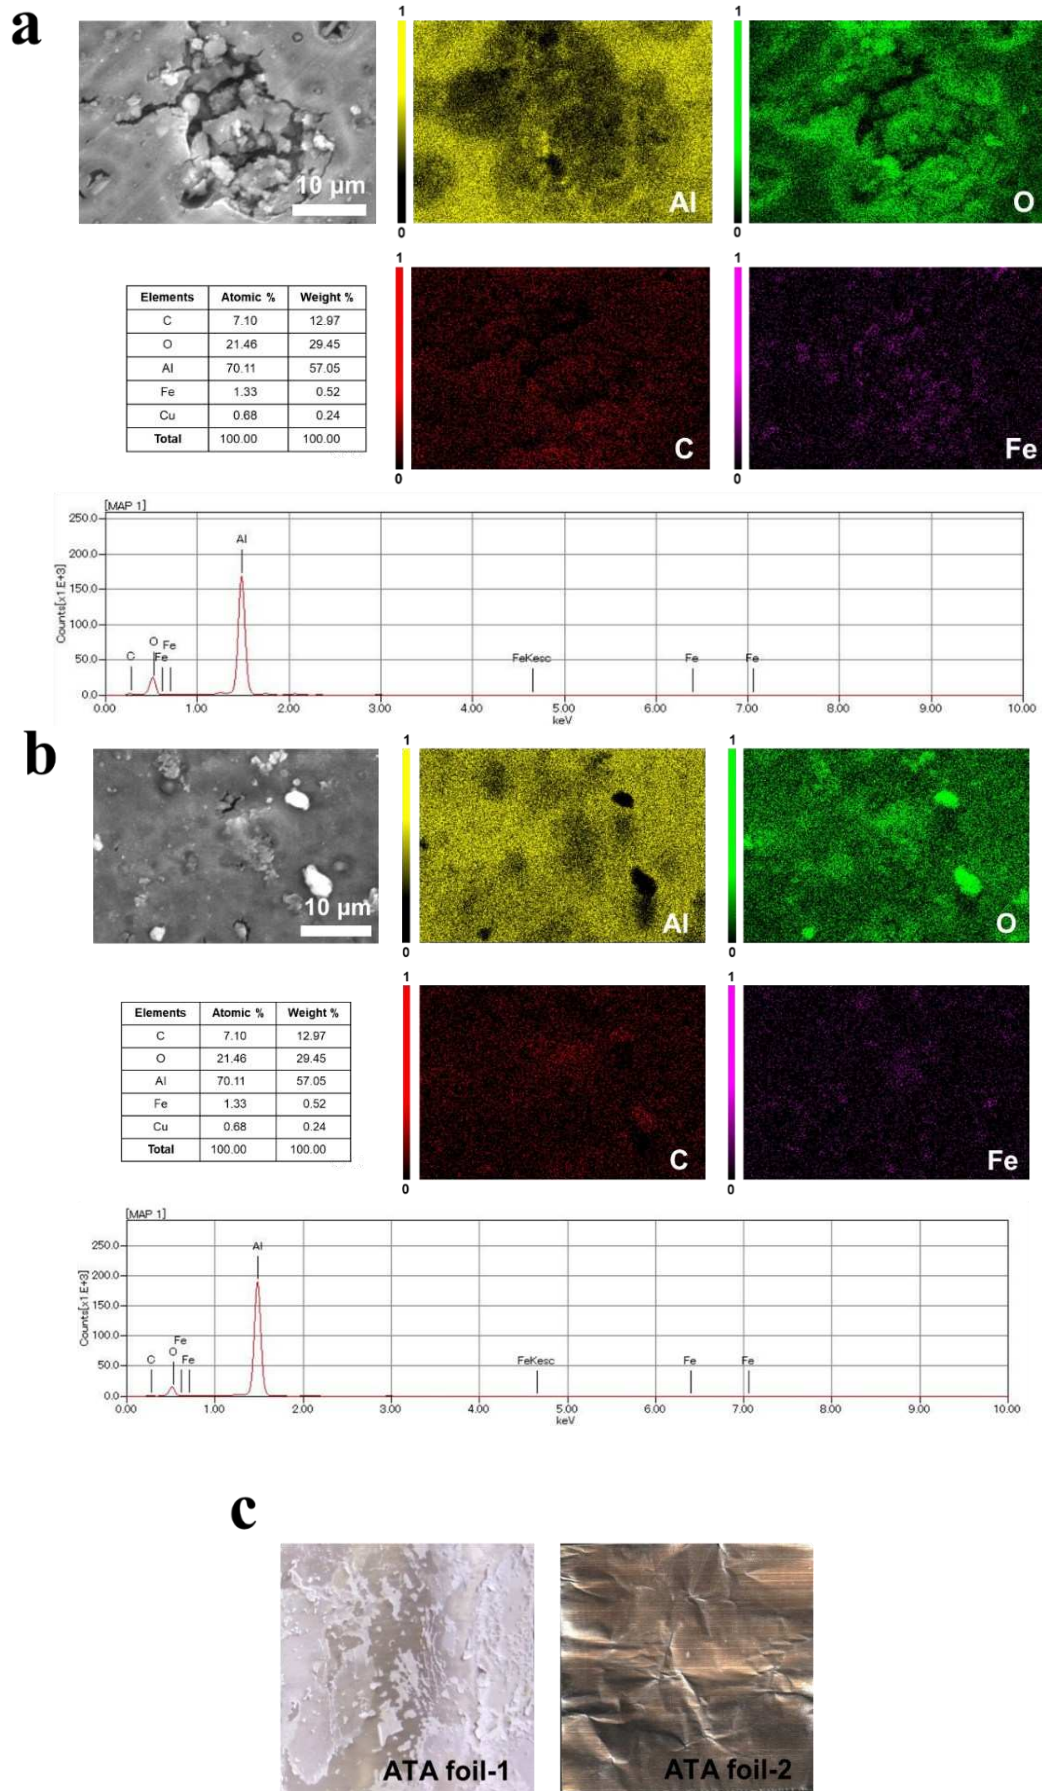 a
1
1
10 µm
Al
O
0
0
1
1
Elements Atomic % Weight %
C 7.10 12.97
O 21.46 29.45
Al 70.11 57.05
Fe 1.33 0.52
Cu 0.68 0.24
Total 100.00 100.00
C
Fe
0
0
[MAP 1]
250.0
200.0
150.0
100.0
50.0
0.0
Counts[x1.E+3]
Al
C
O
Fe
Fe
FeKesc
Fe
Fe
0.00 1.00 2.00 3.00 4.00 5.00 6.00 7.00 8.00 9.00 10.00
keV
b
1
1
10 µm
Al
O
0
0
1
1
Elements Atomic % Weight %
C 7.10 12.97
O 21.46 29.45
Al 70.11 57.05
Fe 1.33 0.52
Cu 0.68 0.24
Total 100.00 100.00
C
Fe
0
0
[MAP 1]
250.0
200.0
150.0
100.0
50.0
0.0
Counts[x1.E+3]
Al
C
Fe
O
Fe
FeKesc
Fe
Fe
0.00 1.00 2.00 3.00 4.00 5.00 6.00 7.00 8.00 9.00 10.00
keV
c
ATA foil-1
ATA foil-2